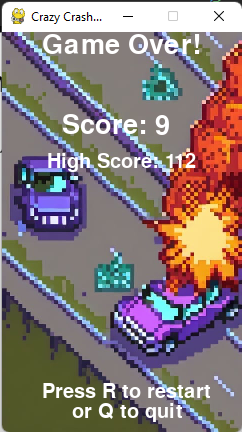 Crazy Crash...
Game Over!
Score: 9
High Score: 112
Press R to restart
or Q to quit